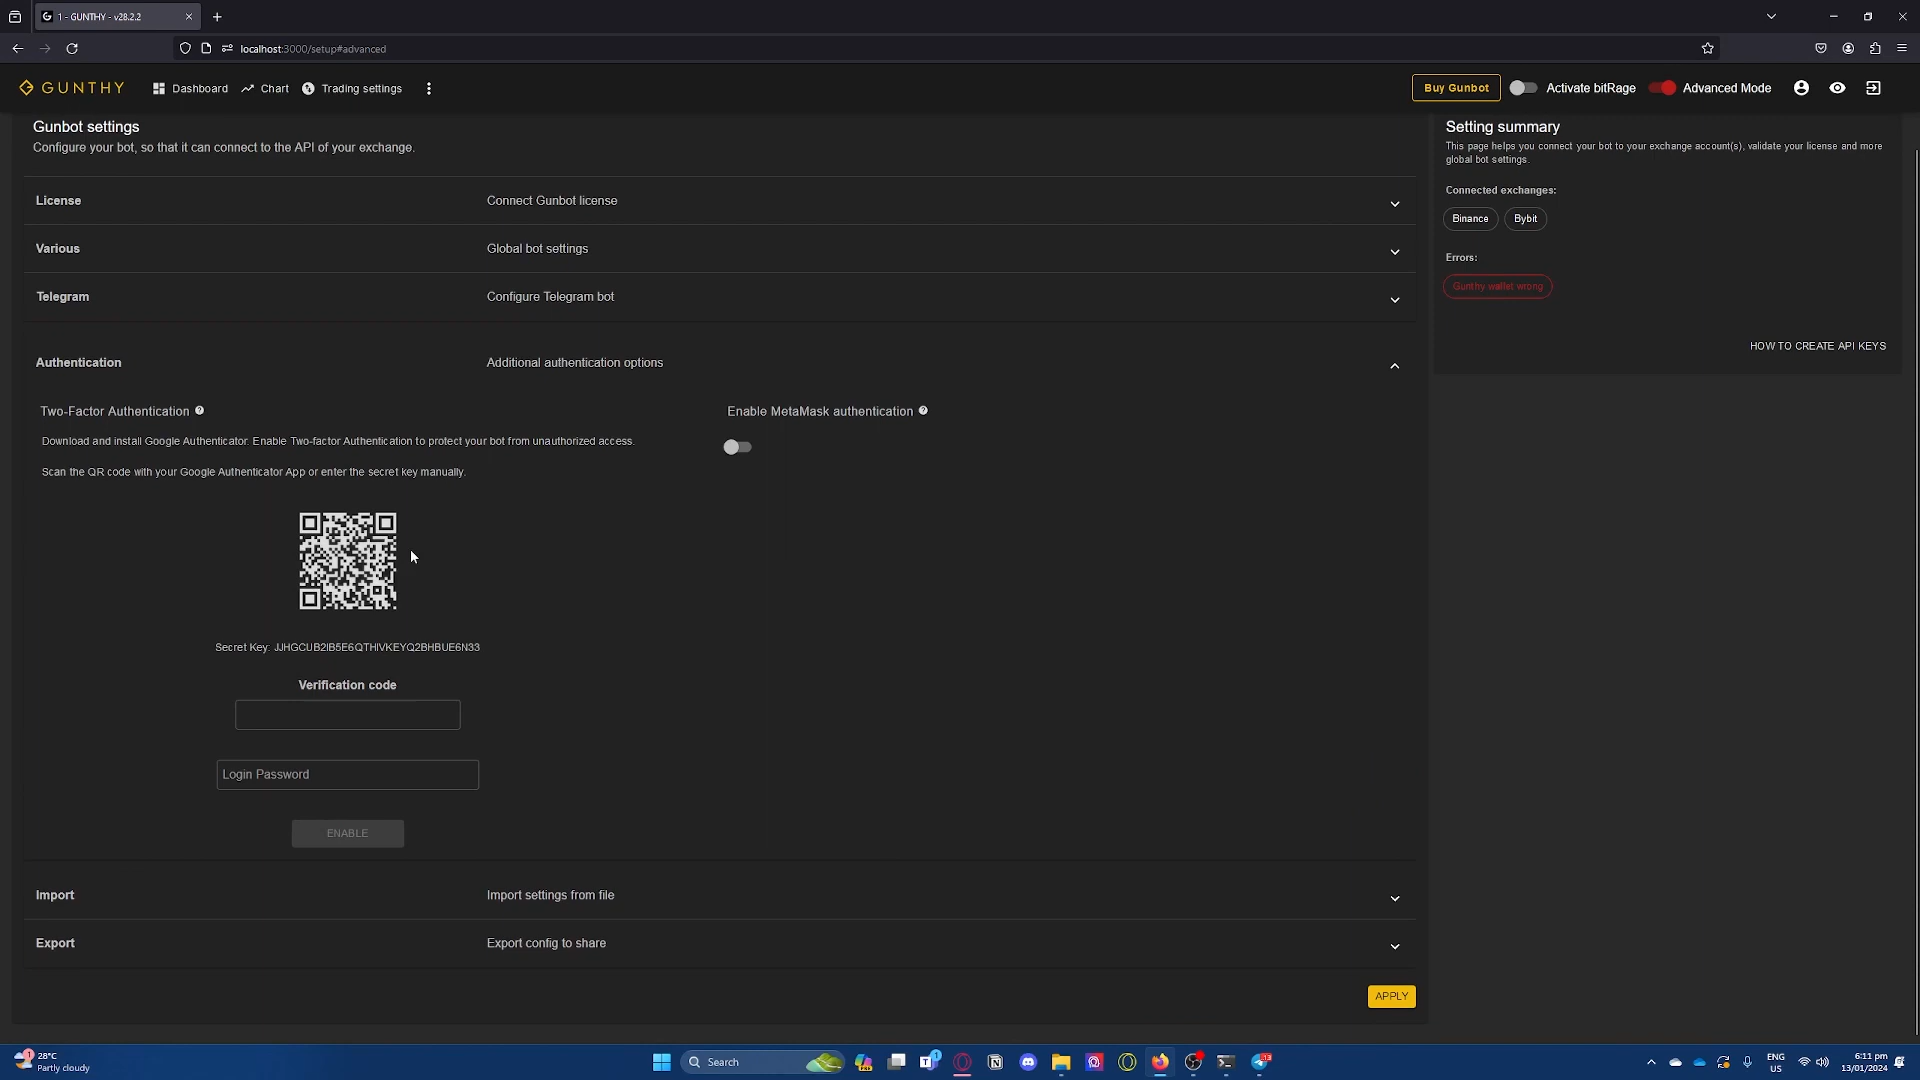 1 - GUNTHY - v28.2.2
localhost:3000/setup#advanced
GUNTHY
Dashboard
Chart
Trading settings
Buy Gunbot
Activate bitRage
Advanced Mode
Gunbot settings
Configure your bot, so that it can connect to the API of your exchange.
License
Connect Gunbot license
Various
Global bot settings
Telegram
Configure Telegram bot
Authentication
Additional authentication options
Two-Factor Authentication
Download and install Google Authenticator. Enable Two-factor Authentication to protect your bot from unauthorized access.
Scan the QR code with your Google Authenticator App or enter the secret key manually.
Secret Key: JJHGCUB2IB5E6QTHIVKEYQ2BHBUE6N33
Verification code
Login Password
ENABLE
Enable MetaMask authentication
Import
Import settings from file
Export
Export config to share
APPLY
Setting summary
This page helps you connect your bot to your exchange account(s), validate your license and more
global bot settings.
Connected exchanges:
Binance
Bybit
Errors:
Gunthy wallet wrong
HOW TO CREATE API KEYS
1
28°C
Partly cloudy
Search
1
13
ENG
US
6:11 pm
13/01/2024